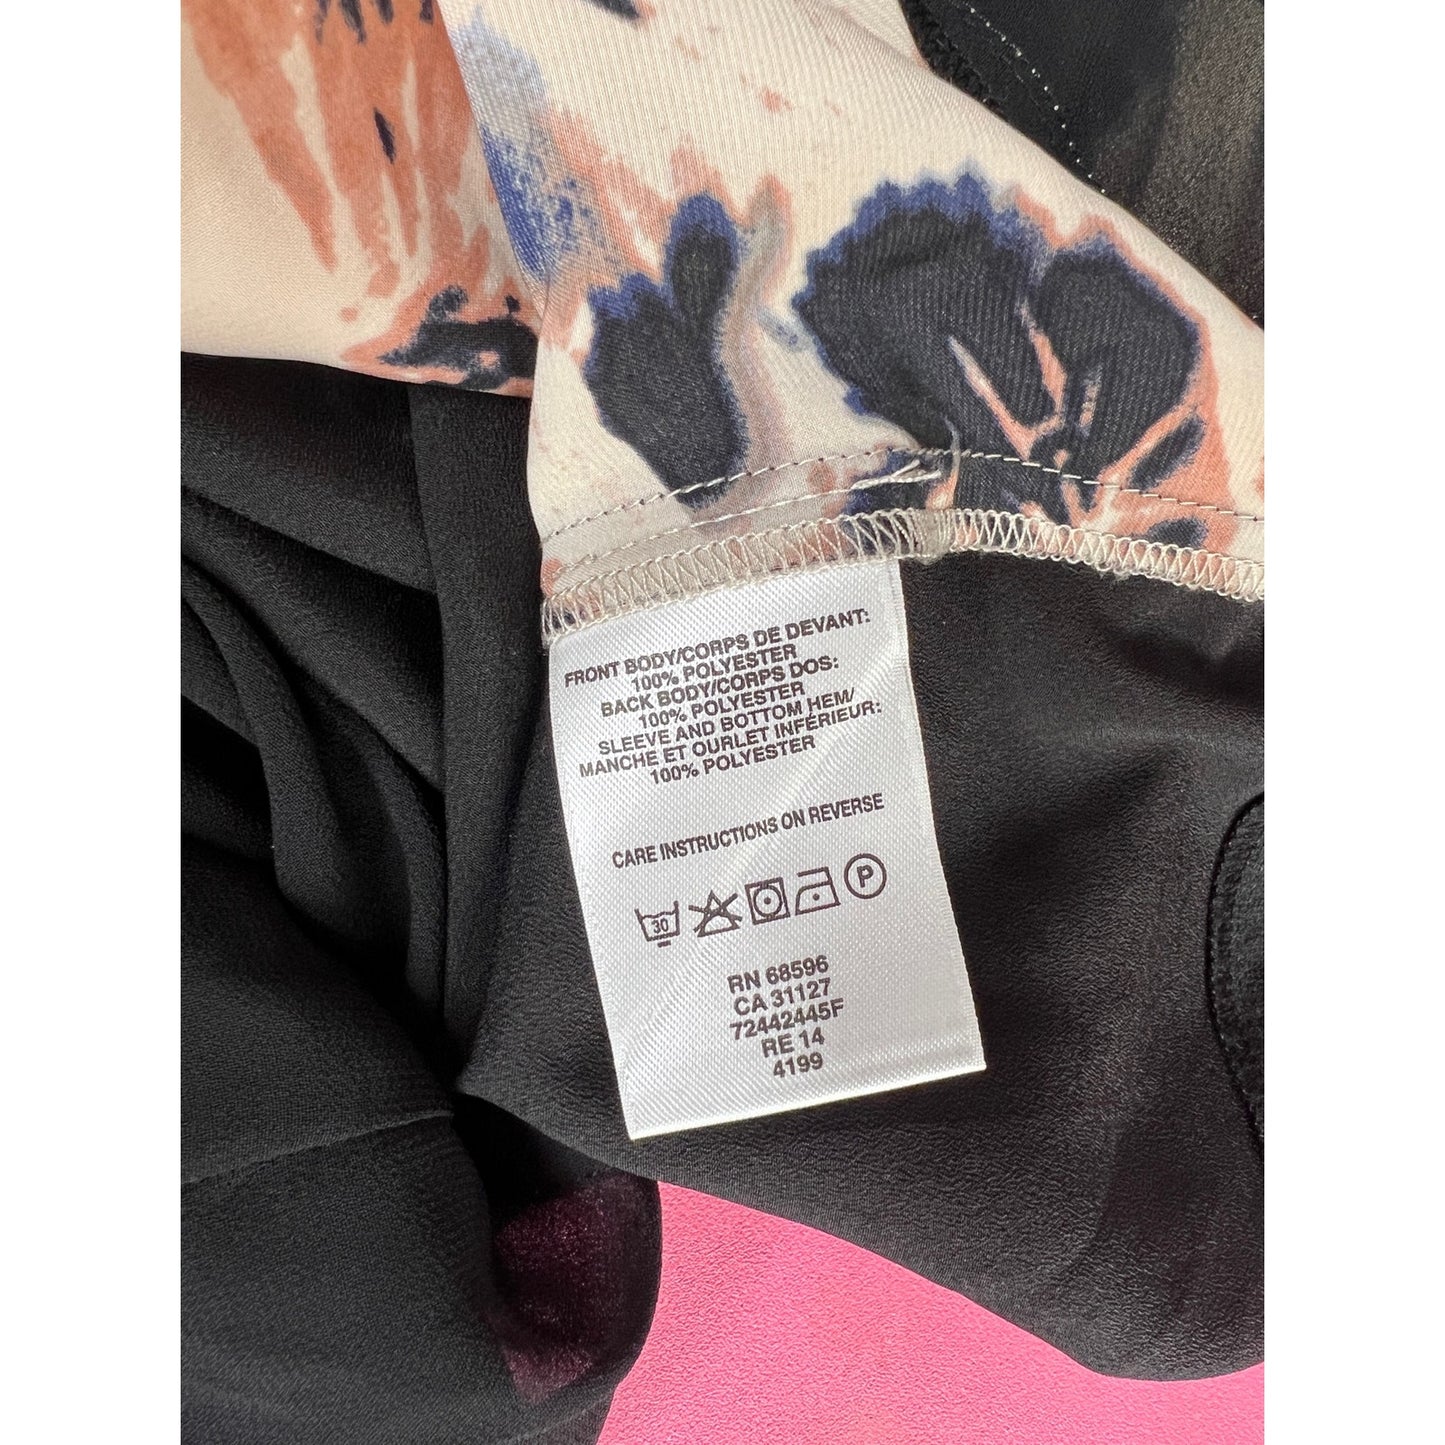 FRONT BODY/CORPS DE DEVANT:
100% POLYESTER
BACK BODY/CORPS DOS:
100% POLYESTER
SLEEVE AND BOTTOM HEM/
MANCHE ET OURLET INFÉRIEUR:
100% POLYESTER
CARE INSTRUCTIONS ON REVERSE
30 P
RN 68596
CA 31127
72442445F
RE 14
4199